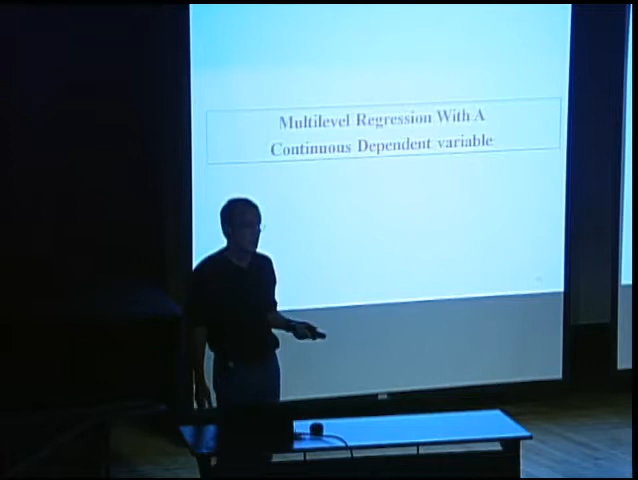 Multilevel Regression With A
Continuous Dependent variable